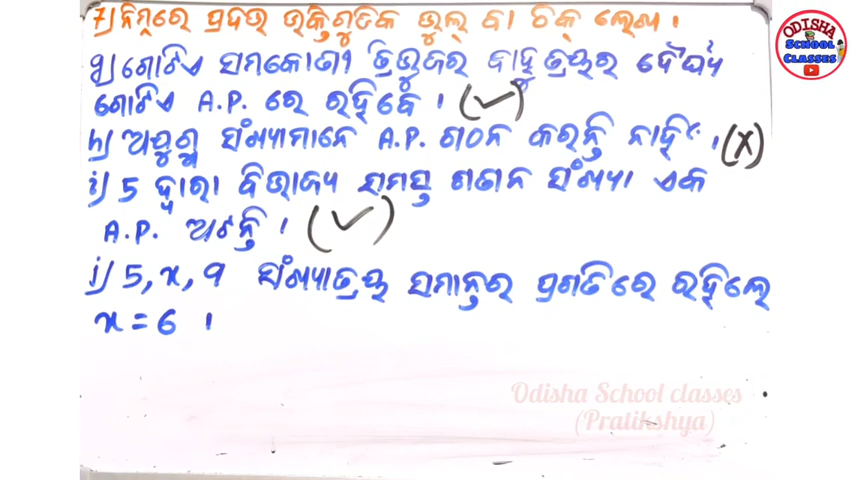 7) ନିମ୍ନରେ ପ୍ରଦତ୍ତ ଉକ୍ତିଗୁଡିକ ଭୁଲ୍ ବା ଠିକ୍ ଲେଖ ।
g) ଗୋଟିଏ ସମକୋଣୀ ତ୍ରିଭୁଜର ବାହୁତ୍ରୟର ଦୈର୍ଘ୍ୟ
ଗୋଟିଏ A.P. ରେ ରହିବେ । (✓)
h) ଅଯୁଗ୍ମ ସଂଖ୍ୟାମାନେ A.P. ଗଠନ କରନ୍ତି ନାହିଁ । (X)
i) 5 ଦ୍ୱାରା ବିଭାଜ୍ୟ ସମସ୍ତ ଗଣନ ସଂଖ୍ୟା ଏକ
A.P. ଅଟନ୍ତି । (✓)
j) 5, x, 9 ସଂଖ୍ୟାତ୍ରୟ ସମାନ୍ତର ପ୍ରଗତିରେ ରହିଲେ
x = 6 ।
ODISHA
SCHOOL
CLASSES
Odisha School classes
(Pratikshya)